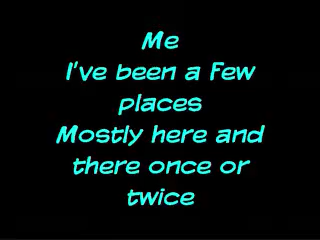 Me
I've been a Few
places
Mostly here and
there once or
twice